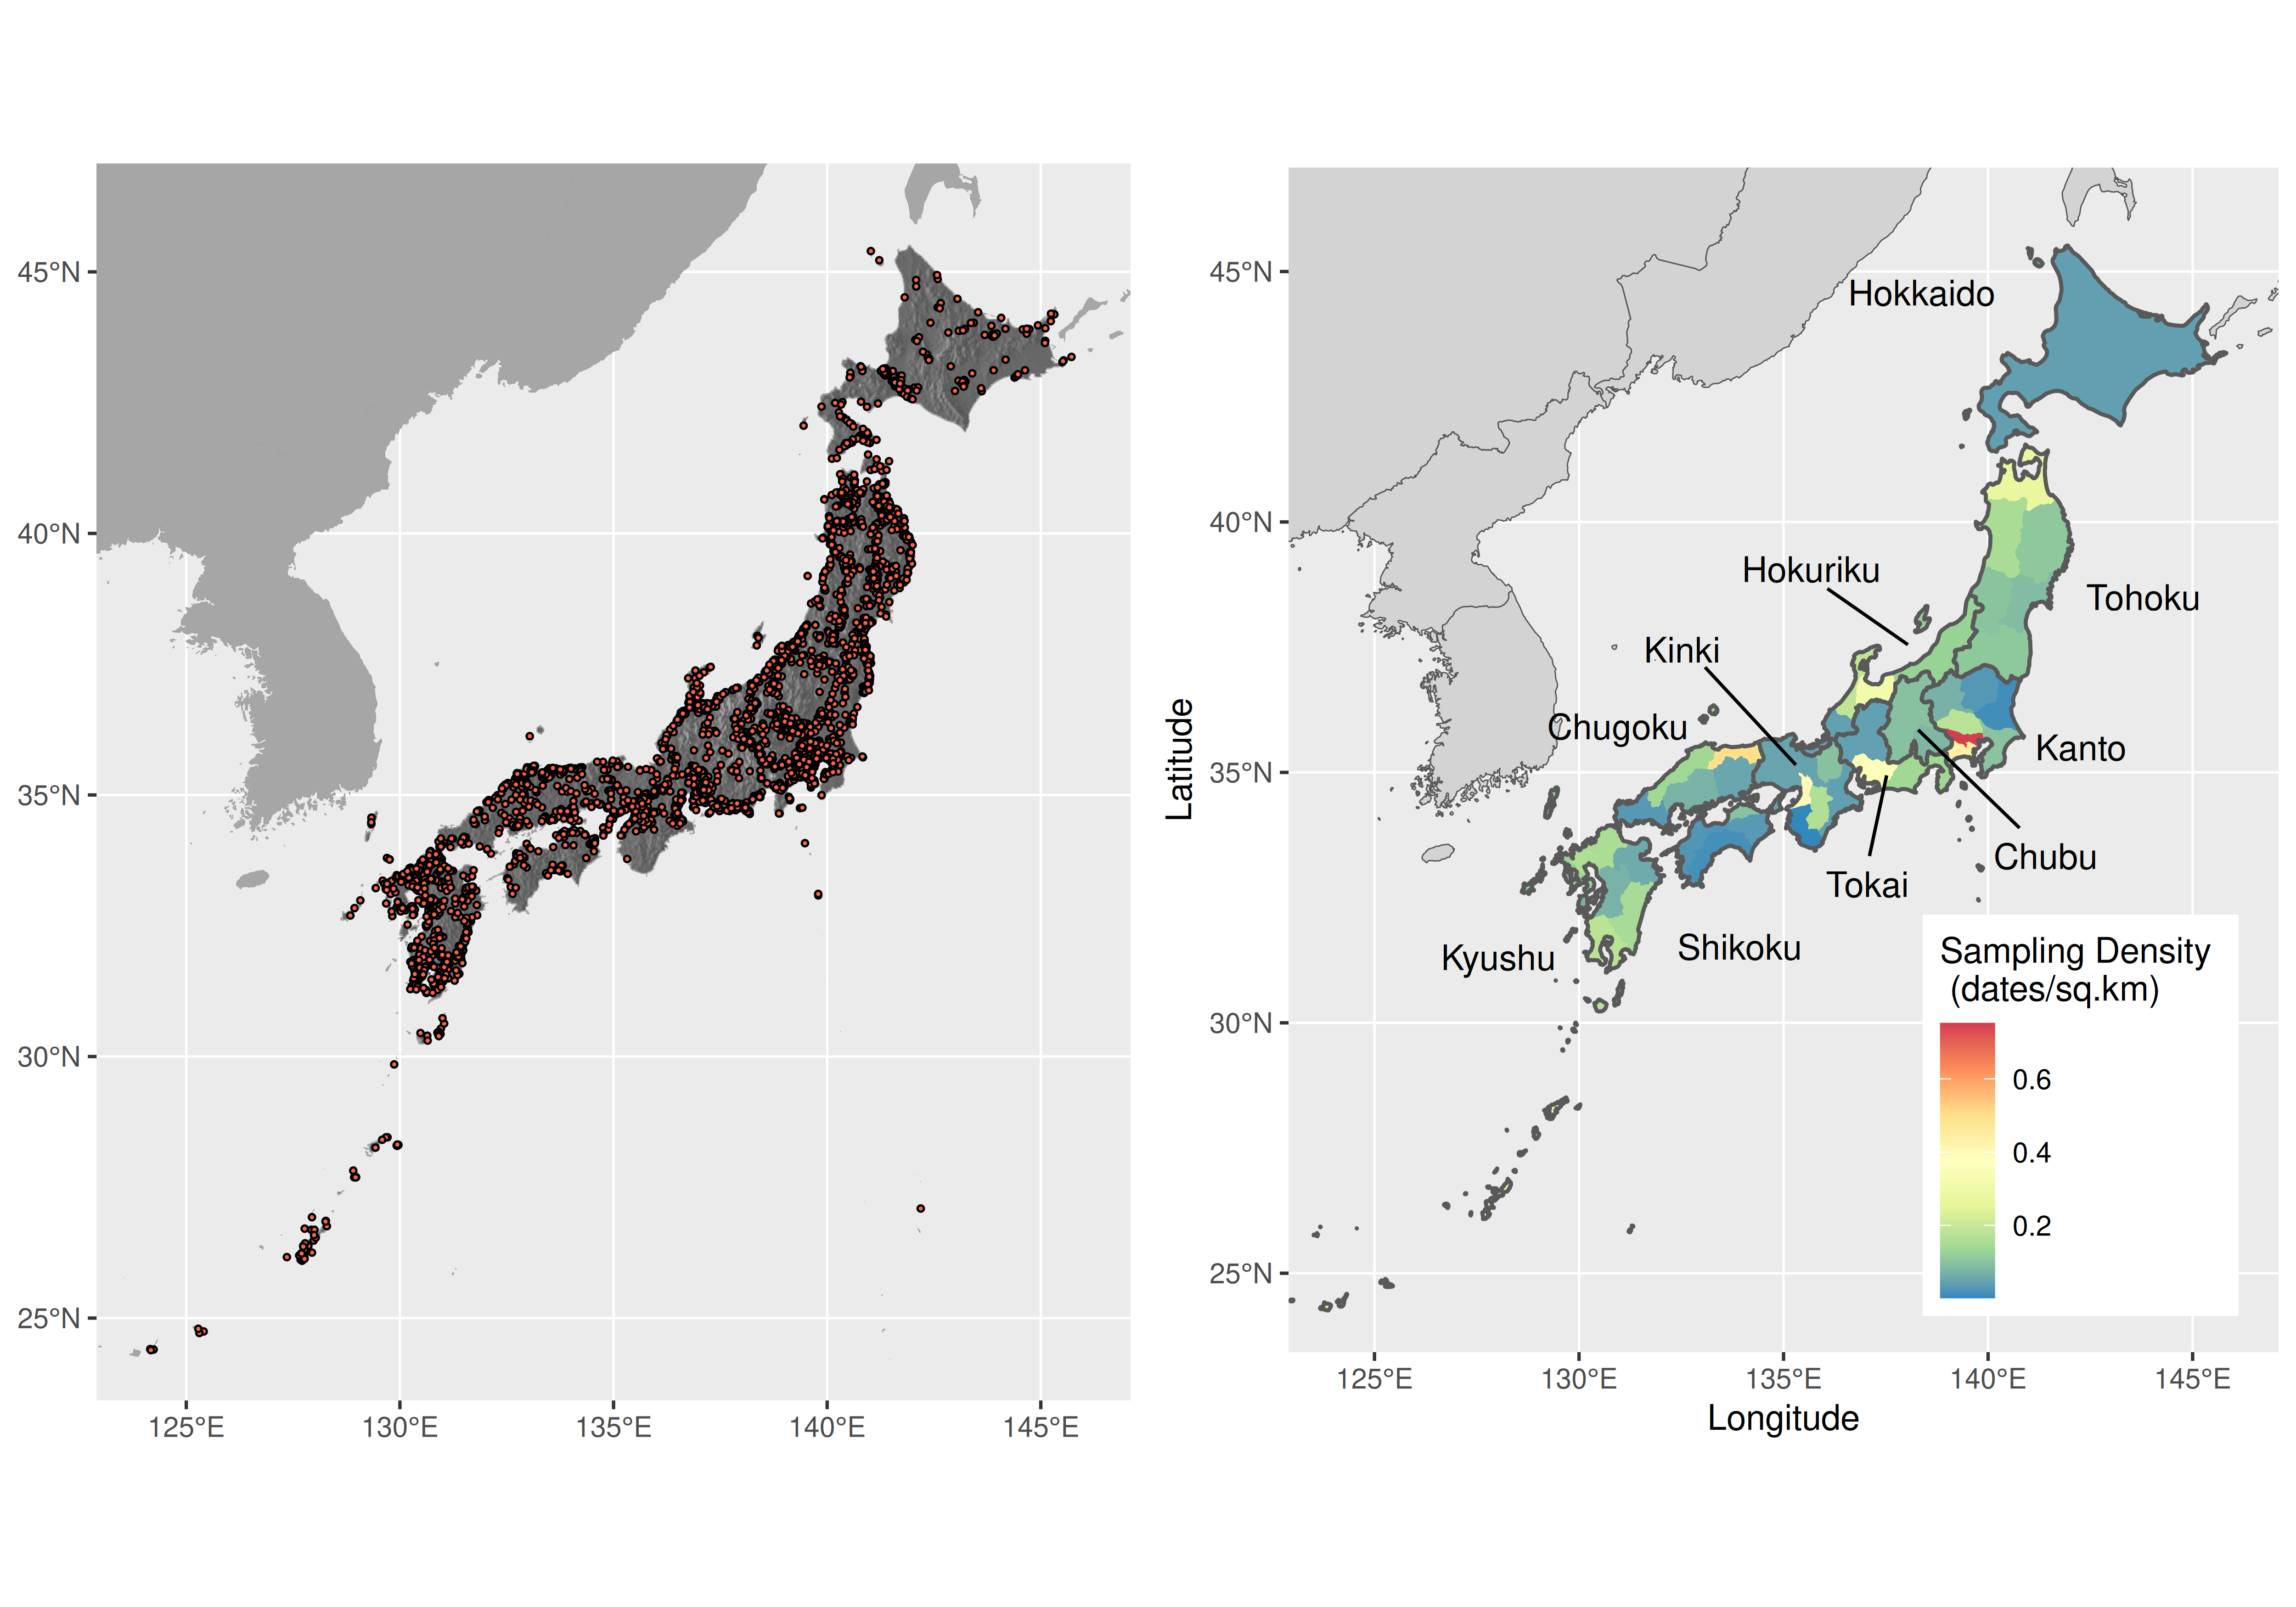 45°N
40°N
35°N
30°N
25°N
125°E
130°E
135°E
140°E
145°E
Latitude
45°N
40°N
35°N
30°N
25°N
Hokkaido
Hokuriku
Tohoku
Kinki
Chugoku
Kanto
Chubu
Tokai
Kyushu
Shikoku
Sampling Density
(dates/sq.km)
0.6
0.4
0.2
125°E
130°E
135°E
140°E
145°E
Longitude